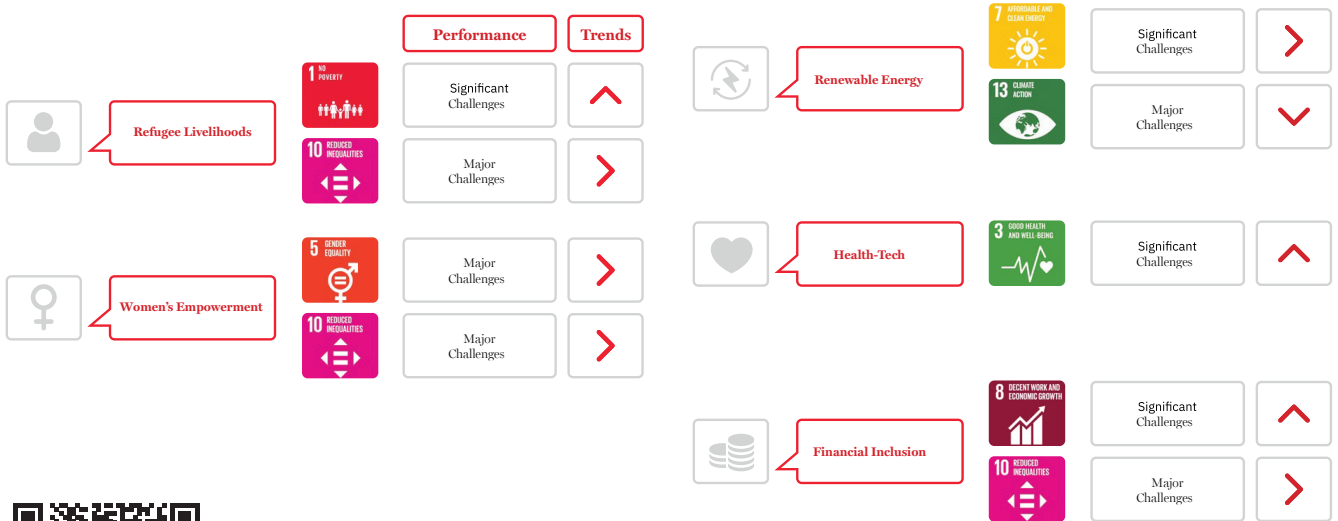 Performance
Trends
Refugee Livelihoods
1 NO
POVERTY
Significant
Challenges
10 REDUCED
INEQUALITIES
Major
Challenges
Women's Empowerment
5 GENDER
EQUALITY
Major
Challenges
10 REDUCED
INEQUALITIES
Major
Challenges
Renewable Energy
7 AFFORDABLE AND
CLEAN ENERGY
Significant
Challenges
13 CLIMATE
ACTION
Major
Challenges
Health-Tech
3 GOOD HEALTH
AND WELL-BEING
Significant
Challenges
Financial Inclusion
8 DECENT WORK AND
ECONOMIC GROWTH
Significant
Challenges
10 REDUCED
INEQUALITIES
Major
Challenges